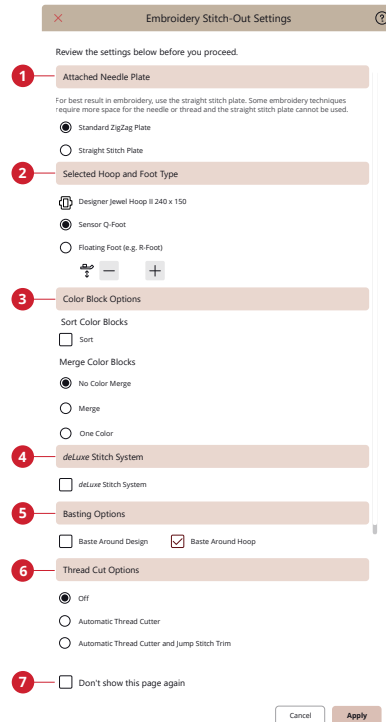 Embroidery Stitch-Out Settings
Review the settings below before you proceed.
1 Attached Needle Plate
For best result in embroidery, use the straight stitch plate. Some embroidery techniques
require more space for the needle or thread and the straight stitch plate cannot be used.
Standard ZigZag Plate
Straight Stitch Plate
2 Selected Hoop and Foot Type
Designer Jewel Hoop II 240 x 150
Sensor Q-Foot
Floating Foot (e.g. R-Foot)
3 Color Block Options
Sort Color Blocks
Sort
Merge Color Blocks
No Color Merge
Merge
One Color
4 deLuxe Stitch System
deLuxe Stitch System
5 Basting Options
Baste Around Design Baste Around Hoop
6 Thread Cut Options
Off
Automatic Thread Cutter
Automatic Thread Cutter and Jump Stitch Trim
7 Don't show this page again
Cancel Apply